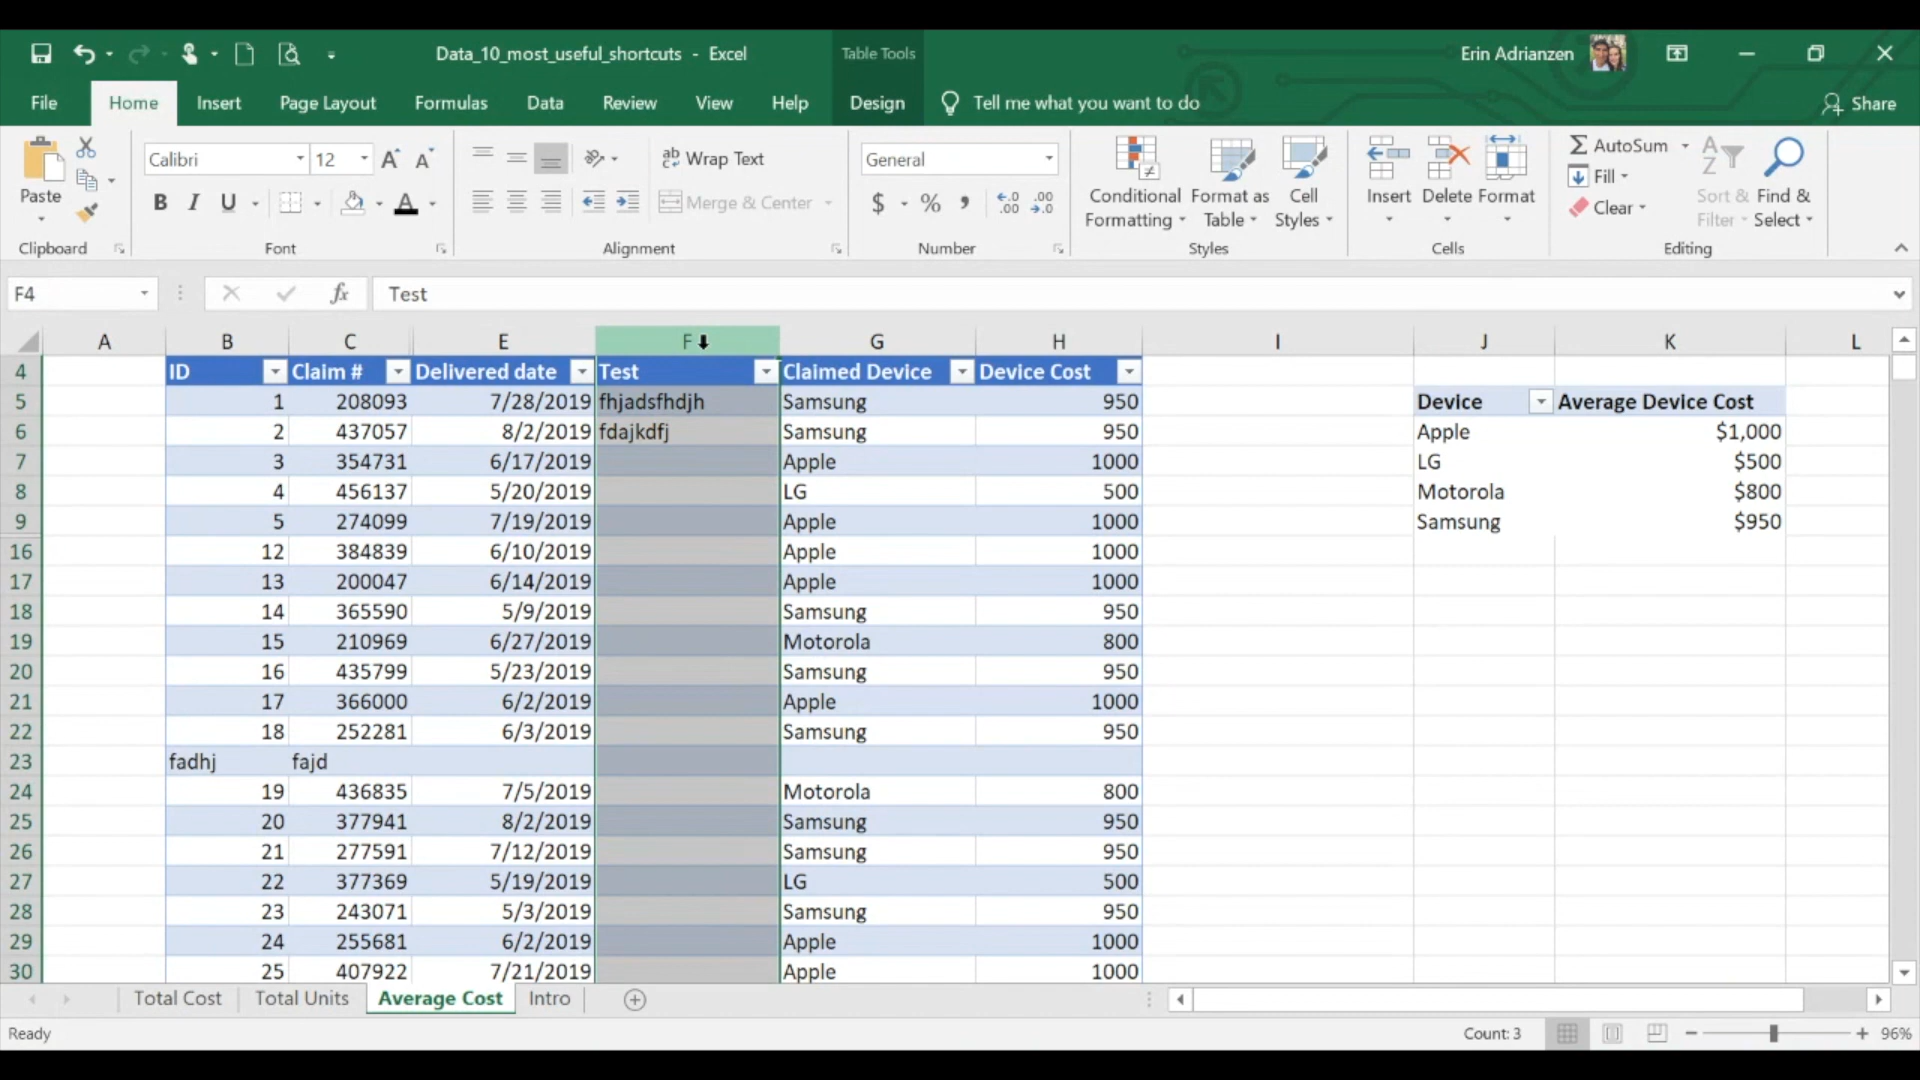 Data_10_most_useful_shortcuts - Excel
Table Tools
Erin Adrianzen
File Home Insert Page Layout Formulas Data Review View Help Design Tell me what you want to do Share
Paste
Clipboard
Calibri 12
B I U
Font
Wrap Text
Merge & Center
Alignment
General
$ % ,
Number
Conditional Formatting
Format as Table
Cell Styles
Styles
Insert Delete Format
Cells
AutoSum
Fill
Clear
Sort & Filter
Find & Select
Editing
F4 fx Test
A B C E F G H I J K L
4 ID Claim # Delivered date Test Claimed Device Device Cost
5 1 208093 7/28/2019 fhjadsfhdjh Samsung 950 Device Average Device Cost
6 2 437057 8/2/2019 fdajkdfj Samsung 950 Apple $1,000
7 3 354731 6/17/2019 Apple 1000 LG $500
8 4 456137 5/20/2019 LG 500 Motorola $800
9 5 274099 7/19/2019 Apple 1000 Samsung $950
16 12 384839 6/10/2019 Apple 1000
17 13 200047 6/14/2019 Apple 1000
18 14 365590 5/9/2019 Samsung 950
19 15 210969 6/27/2019 Motorola 800
20 16 435799 5/23/2019 Samsung 950
21 17 366000 6/2/2019 Apple 1000
22 18 252281 6/3/2019 Samsung 950
23 fadhj fajd
24 19 436835 7/5/2019 Motorola 800
25 20 377941 8/2/2019 Samsung 950
26 21 277591 7/12/2019 Samsung 950
27 22 377369 5/19/2019 LG 500
28 23 243071 5/3/2019 Samsung 950
29 24 255681 6/2/2019 Apple 1000
30 25 407922 7/21/2019 Apple 1000
Total Cost Total Units Average Cost Intro
Ready Count: 3 96%